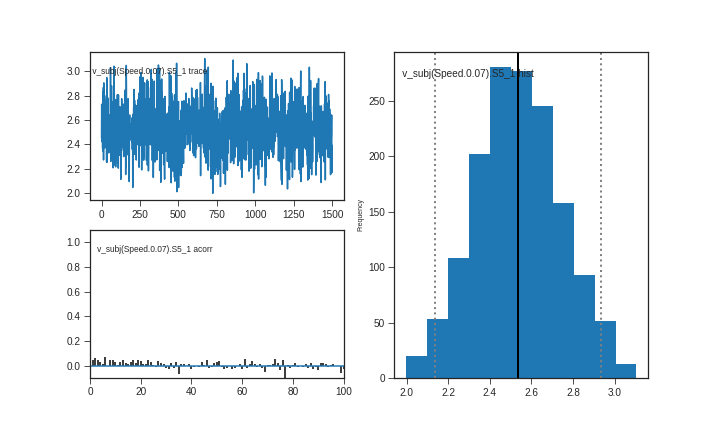 3.0
2.8
2.6
2.4
2.2
2.0
v_subj(Speed.0.07).S5_1 trace
0 250 500 750 1000 1250 1500
1.0
0.8
0.6
0.4
0.2
0.0
v_subj(Speed.0.07).S5_1 acorr
0 20 40 60 80 100
Frequency
250
200
150
100
50
0
v_subj(Speed.0.07).S5_1 hist
2.0 2.2 2.4 2.6 2.8 3.0